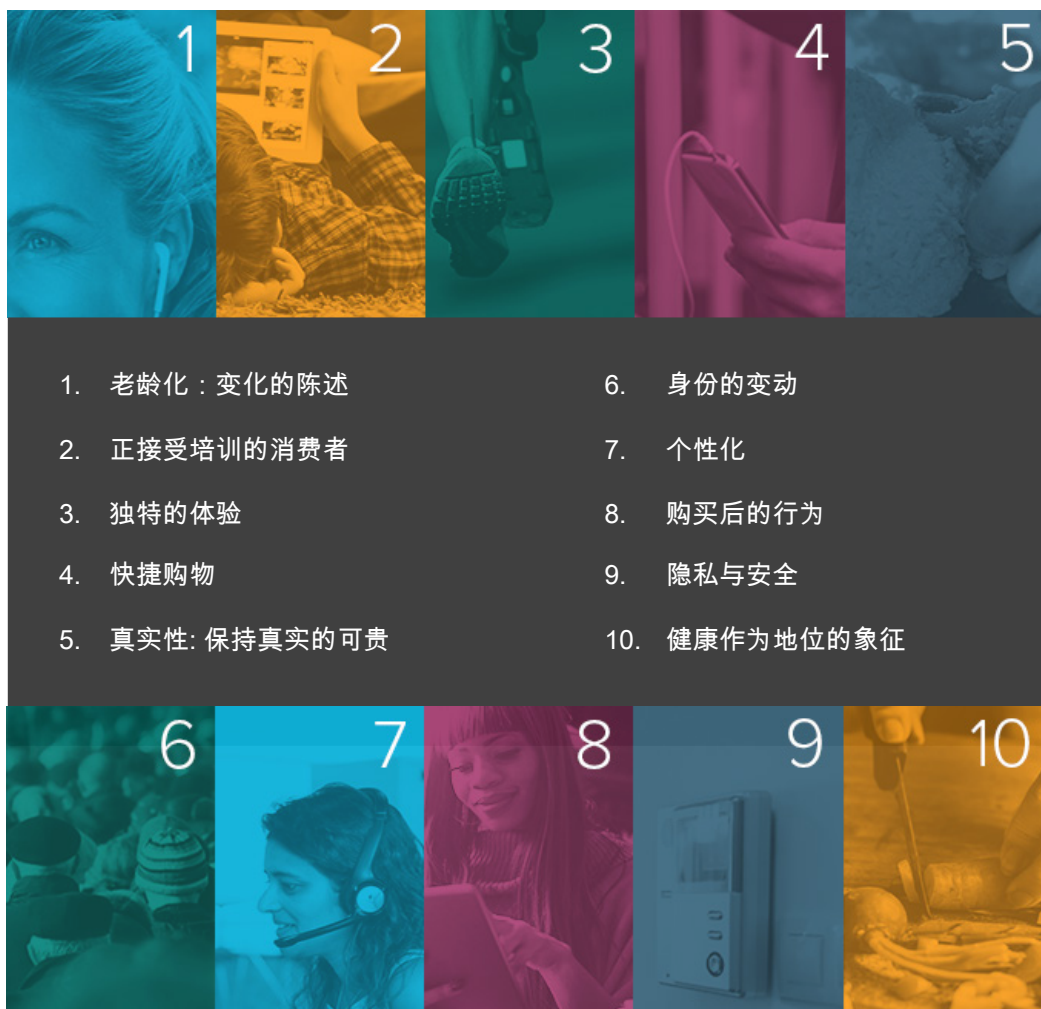 1 2 3 4 5
1. 老龄化：变化的陈述
2. 正接受培训的消费者
3. 独特的体验
4. 快捷购物
5. 真实性: 保持真实的可贵
6. 身份的变动
7. 个性化
8. 购买后的行为
9. 隐私与安全
10. 健康作为地位的象征
6 7 8 9 10